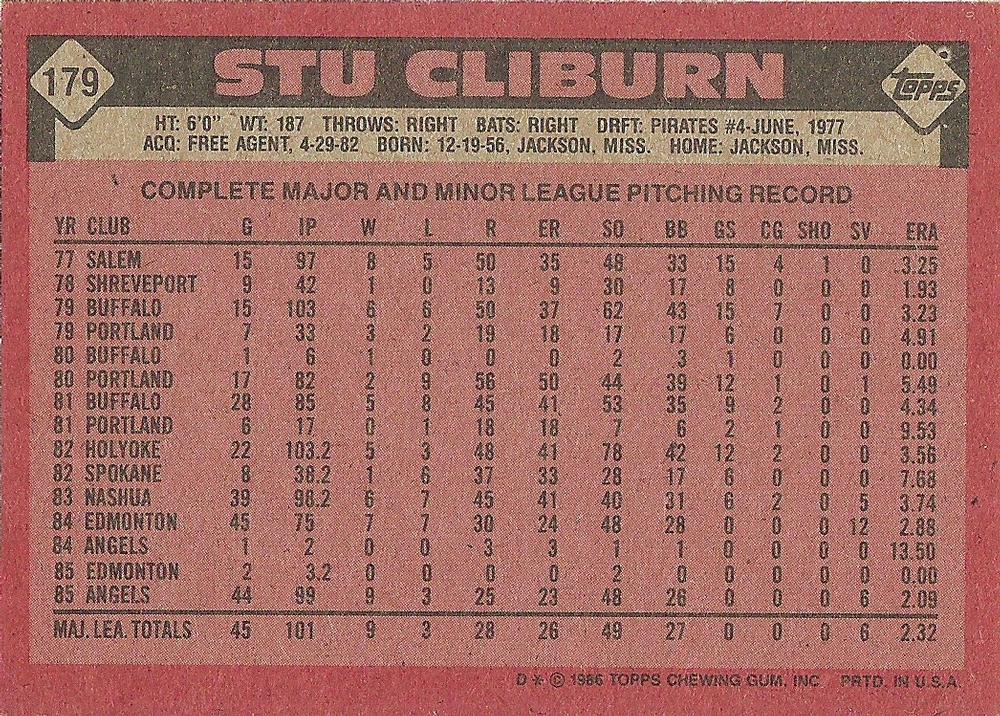 179
STU CLIBURN
TOPPS
HT: 6'0" WT: 187 THROWS: RIGHT BATS: RIGHT DRFT: PIRATES #4-JUNE, 1977
ACQ: FREE AGENT, 4-29-82 BORN: 12-19-56, JACKSON, MISS. HOME: JACKSON, MISS.
COMPLETE MAJOR AND MINOR LEAGUE PITCHING RECORD
YR CLUB G IP W L R ER SO BB GS CG SHO SV ERA
77 SALEM 15 97 8 5 50 35 48 33 15 4 1 0 3.25
78 SHREVEPORT 9 42 1 0 13 9 30 17 8 0 0 0 1.93
79 BUFFALO 15 103 6 6 50 37 62 43 15 7 0 0 3.23
79 PORTLAND 7 33 3 2 19 18 17 17 6 0 0 0 4.91
80 BUFFALO 1 6 1 0 0 0 2 3 1 0 0 0 0.00
80 PORTLAND 17 82 2 9 56 50 44 39 12 1 0 1 5.49
81 BUFFALO 28 85 5 8 45 41 53 35 9 2 0 0 4.34
81 PORTLAND 6 17 0 1 18 18 7 6 2 1 0 0 9.53
82 HOLYOKE 22 103.2 5 3 48 41 78 42 12 2 0 0 3.56
82 SPOKANE 8 38.2 1 6 37 33 28 17 6 0 0 0 7.68
83 NASHUA 39 98.2 6 7 45 41 40 31 6 2 0 5 3.74
84 EDMONTON 45 75 7 7 30 24 48 28 0 0 0 12 2.88
84 ANGELS 1 2 0 0 3 3 1 1 0 0 0 0 13.50
85 EDMONTON 2 3.2 0 0 0 0 2 0 0 0 0 0 0.00
85 ANGELS 44 99 9 3 25 23 48 26 0 0 0 6 2.09
MAJ. LEA. TOTALS 45 101 9 3 28 26 49 27 0 0 0 6 2.32
D * © 1986 TOPPS CHEWING GUM, INC. PRTD. IN U.S.A.